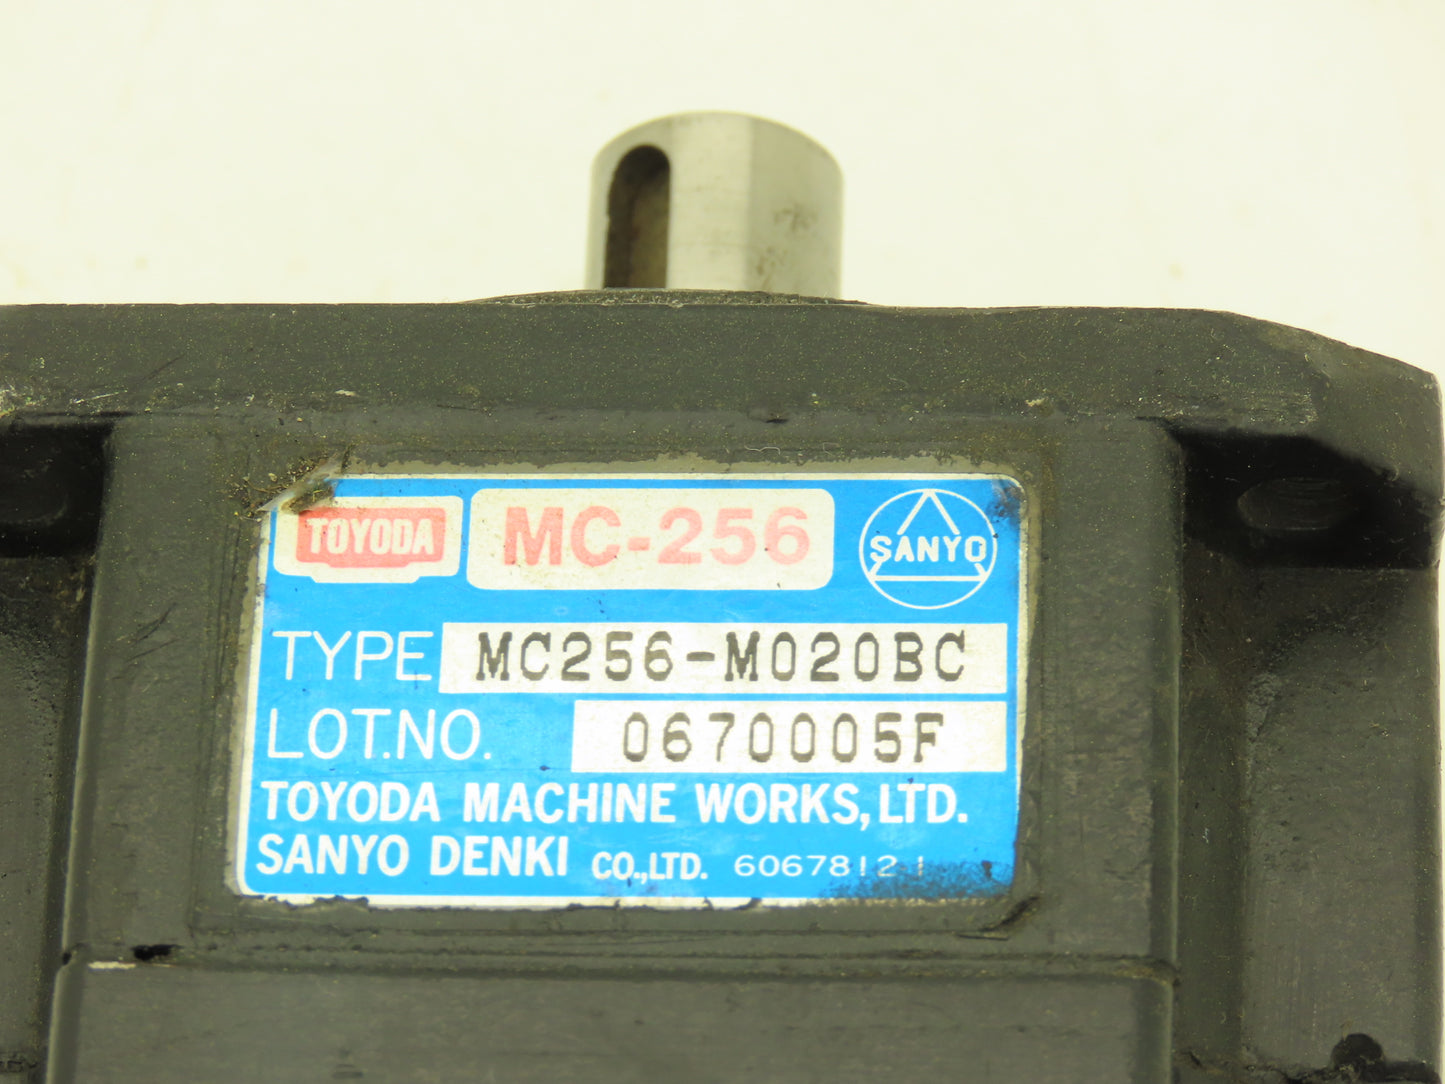 TOYODA MC-256 SANYO
TYPE MC256-M020BC
LOT.NO. 0670005F
TOYODA MACHINE WORKS,LTD.
SANYO DENKI CO.,LTD. 6067812-1